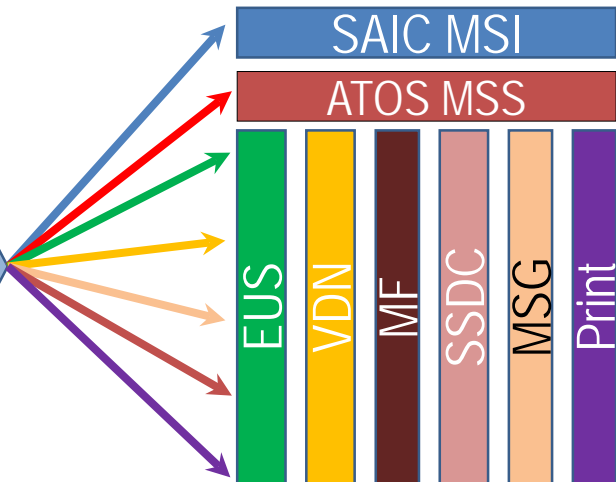 SAIC MSI
ATOS MSS
EUS
VDN
MF
SSDC
MSG
Print